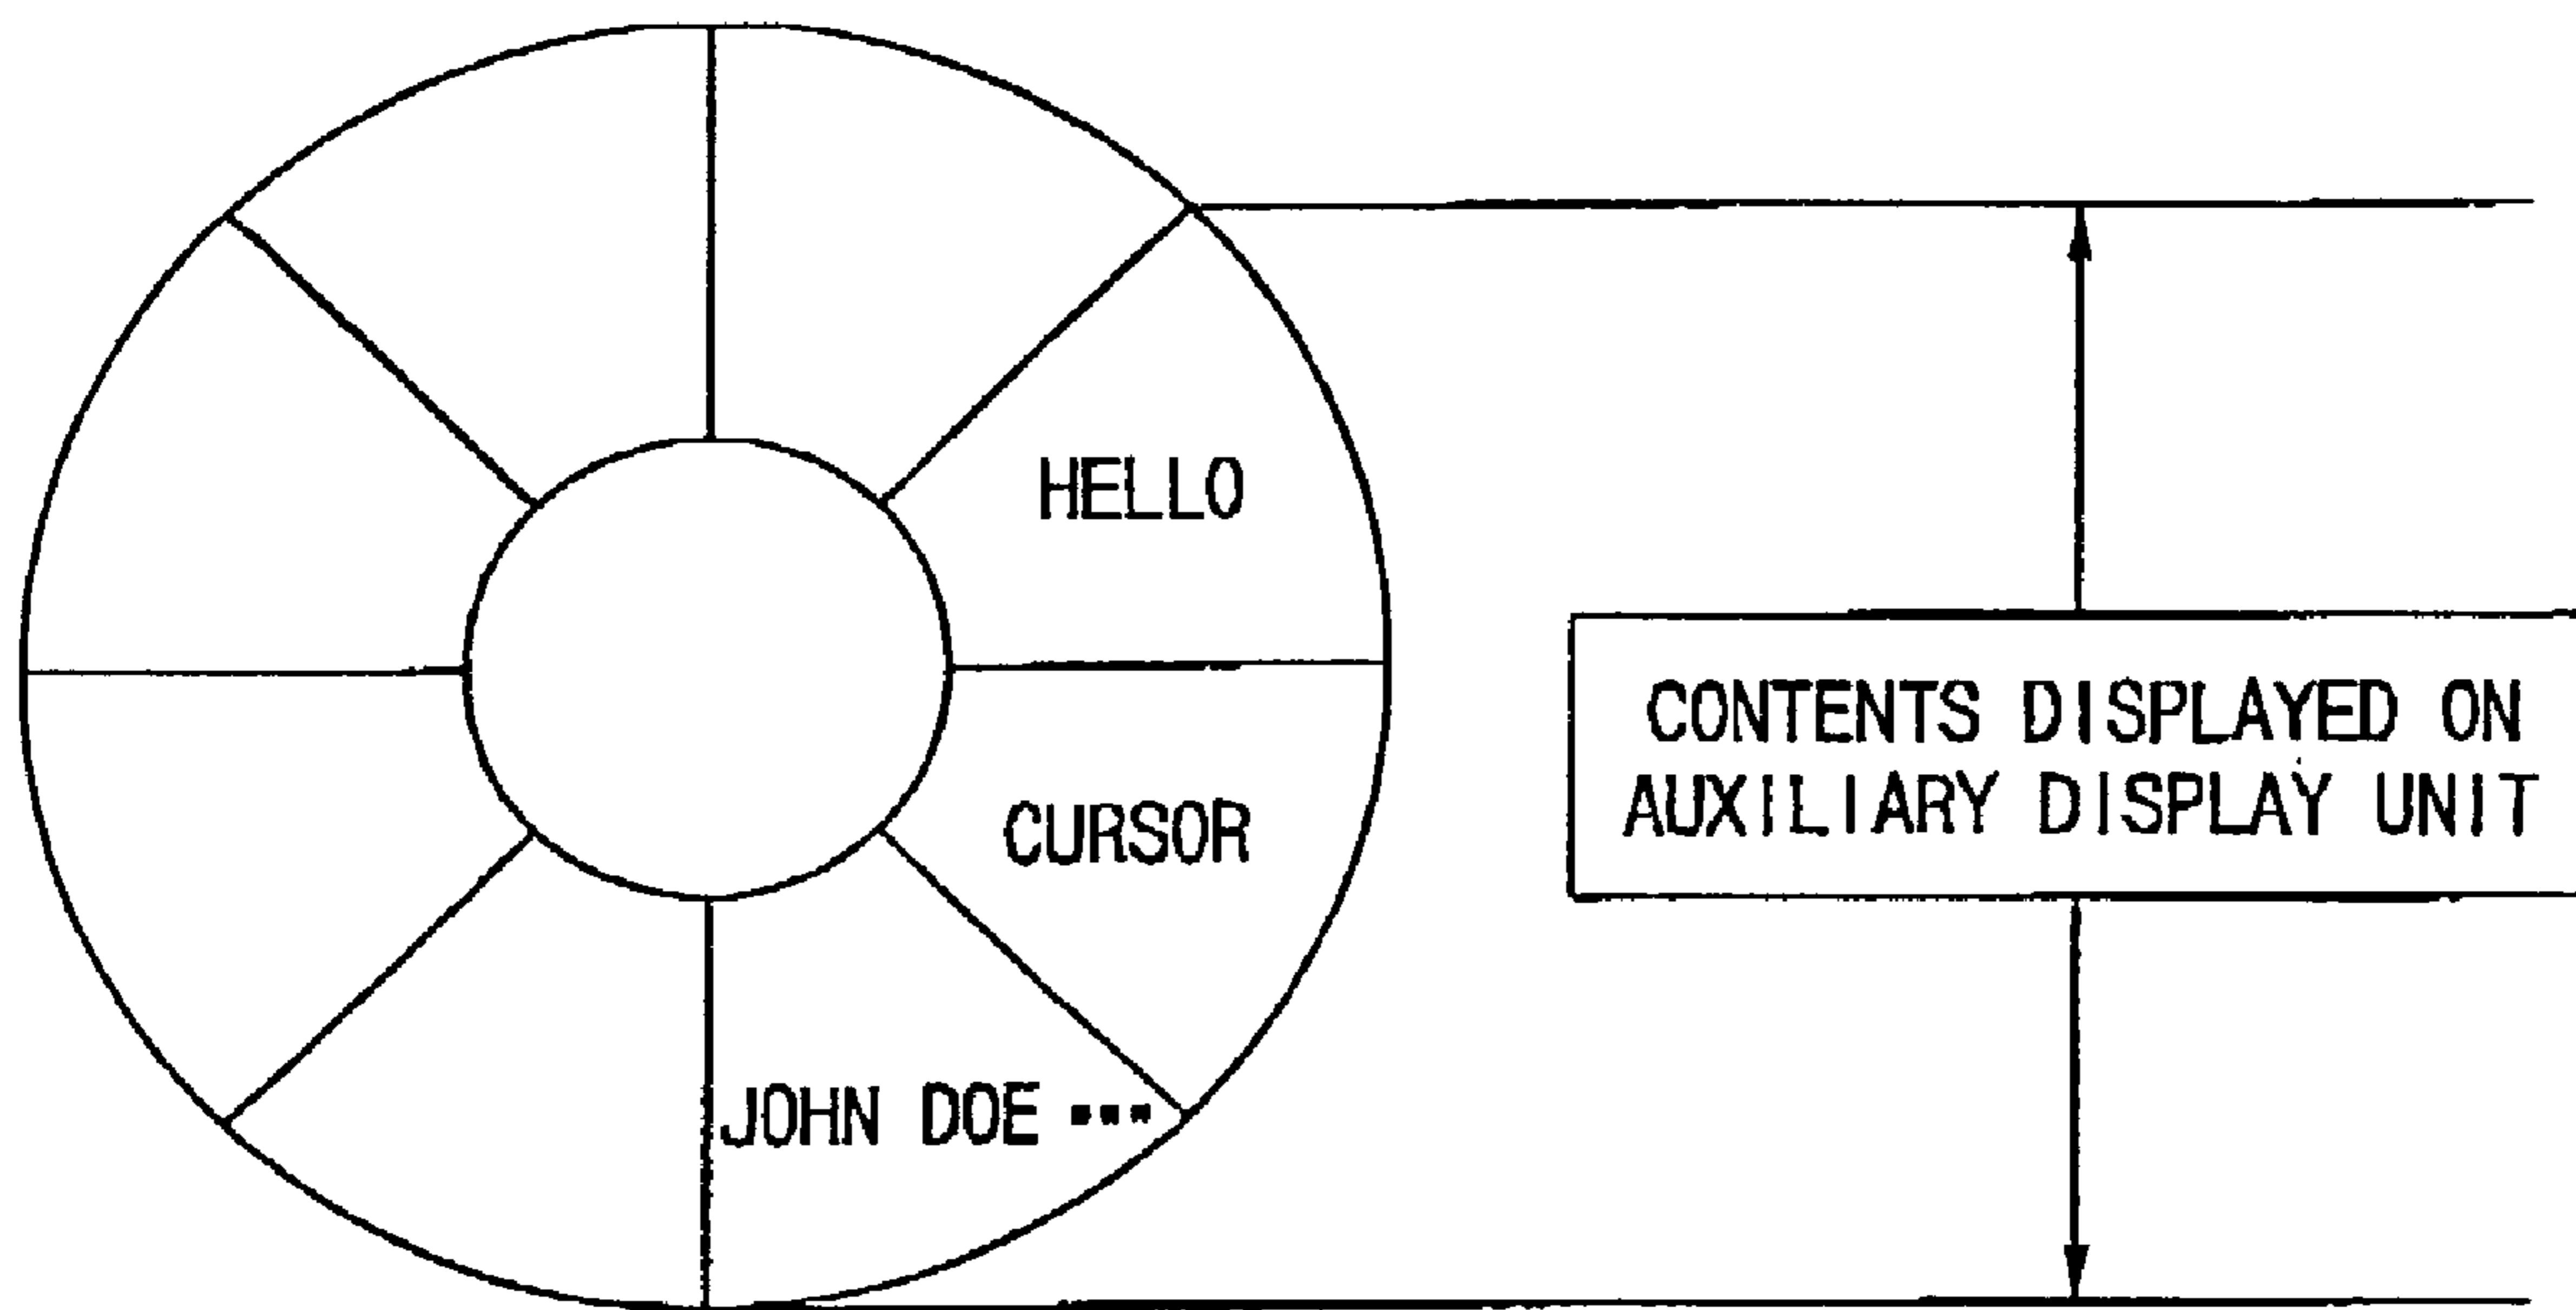 HELLO
CURSOR
JOHN DOE ▪▪▪
CONTENTS DISPLAYED ON
AUXILIARY DISPLAY UNIT